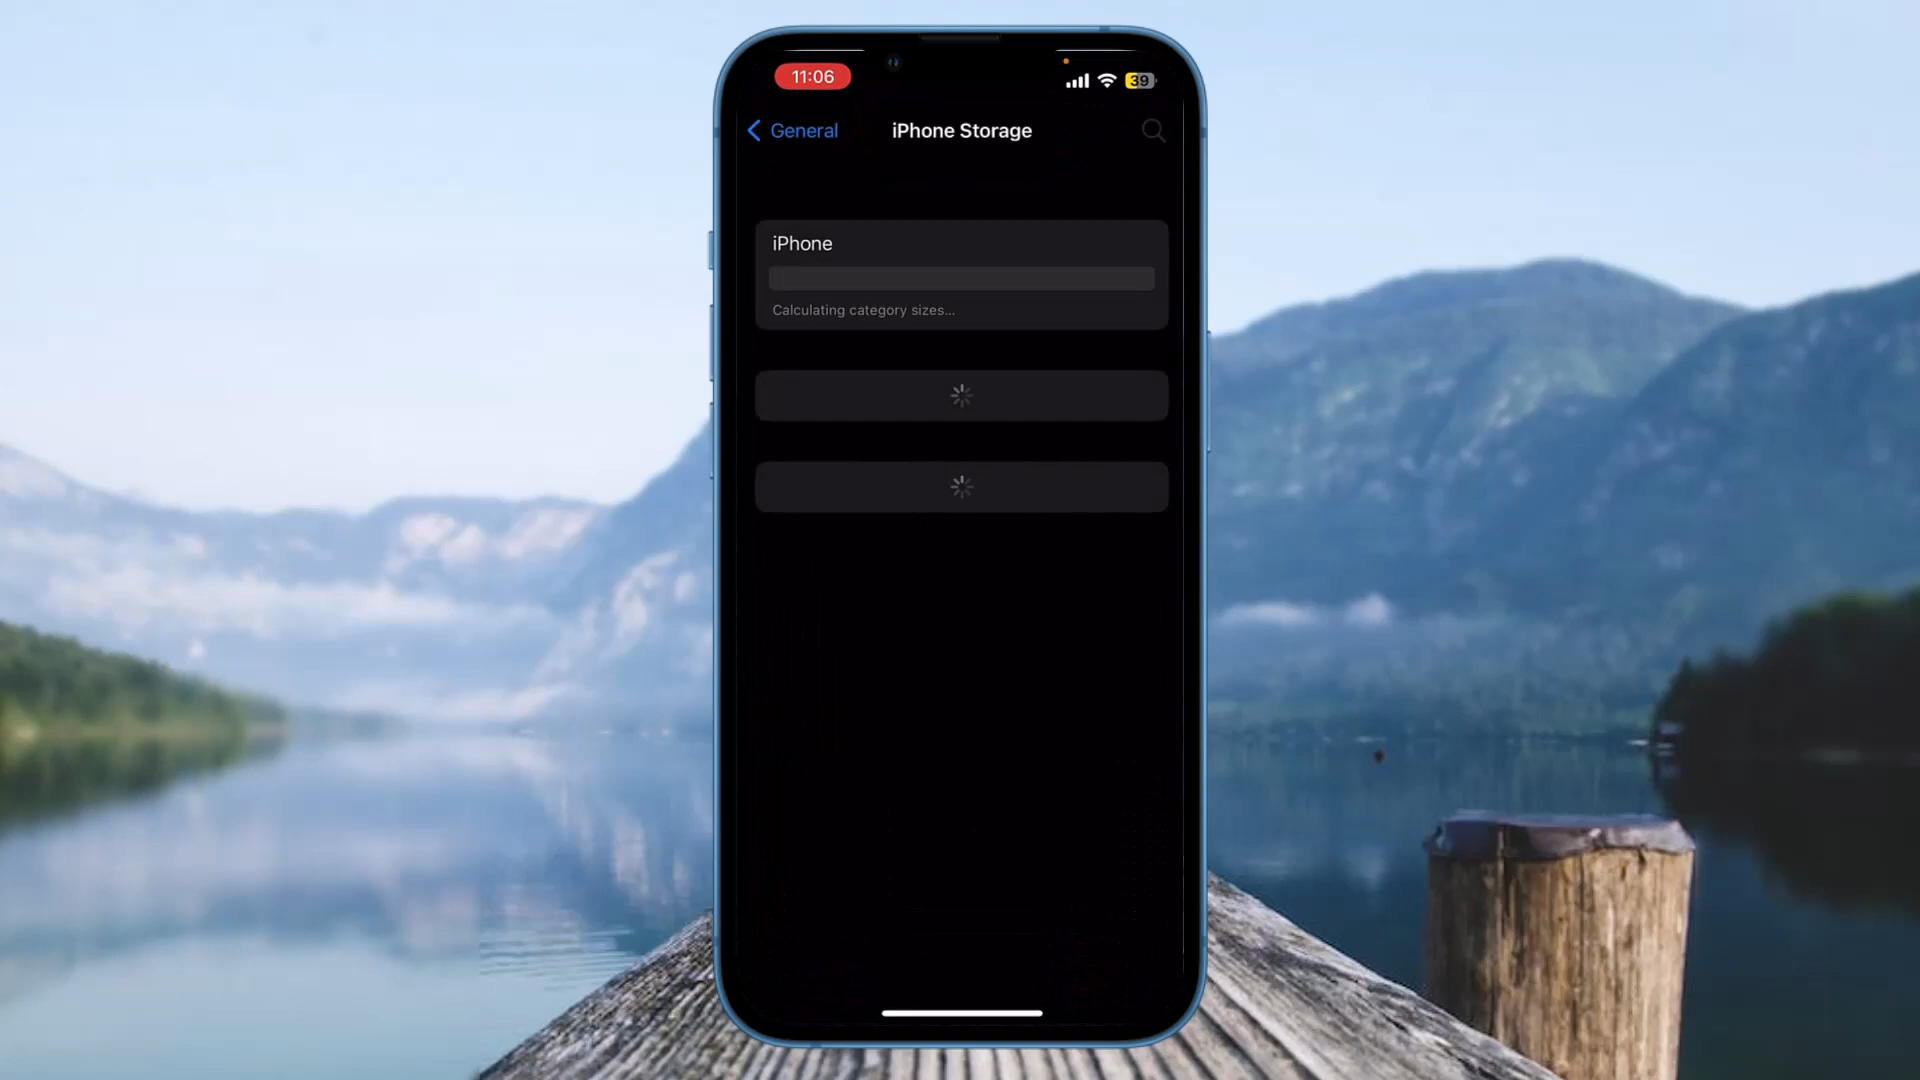 11:06
39
General
iPhone Storage
iPhone
Calculating category sizes...